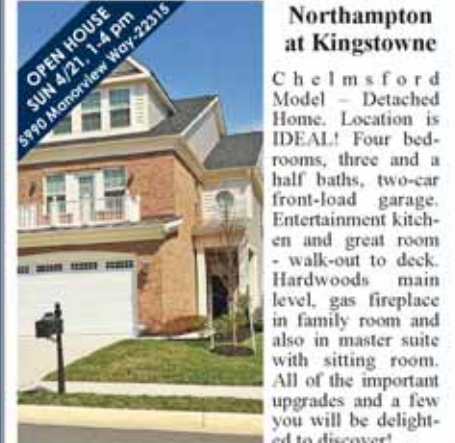 OPEN HOUSE
SUN 4/21, 1-4 pm
5990 Manorview Way-22315
Northampton
at Kingstowne
Chelmsford
Model – Detached
Home. Location is
IDEAL! Four bed-
rooms, three and a
half baths, two-car
front-load garage.
Entertainment kitch-
en and great room
- walk-out to deck.
Hardwoods main
level, gas fireplace
in family room and
also in master suite
with sitting room.
All of the important
upgrades and a few
you will be delight-
ed to discover!